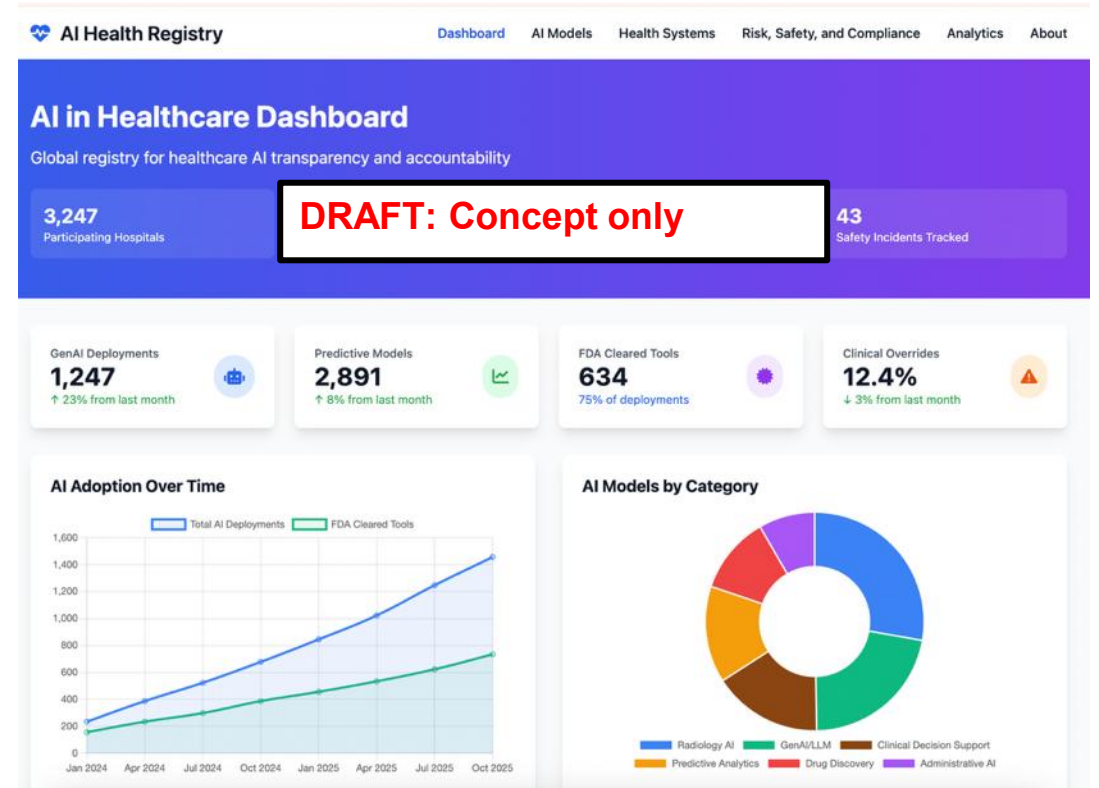 AI Health Registry
Dashboard AI Models Health Systems Risk, Safety, and Compliance Analytics About
AI in Healthcare Dashboard
Global registry for healthcare AI transparency and accountability
3,247
Participating Hospitals
DRAFT: Concept only
43
Safety Incidents Tracked
GenAI Deployments
1,247
↑ 23% from last month
Predictive Models
2,891
↑ 8% from last month
FDA Cleared Tools
634
75% of deployments
Clinical Overrides
12.4%
↓ 3% from last month
AI Adoption Over Time
Total AI Deployments FDA Cleared Tools
1,600
1,400
1,200
1,000
800
600
400
200
0
Jan 2024 Apr 2024 Jul 2024 Oct 2024 Jan 2025 Apr 2025 Jul 2025 Oct 2025
AI Models by Category
Radiology AI GenAI/LLM Clinical Decision Support
Predictive Analytics Drug Discovery Administrative AI